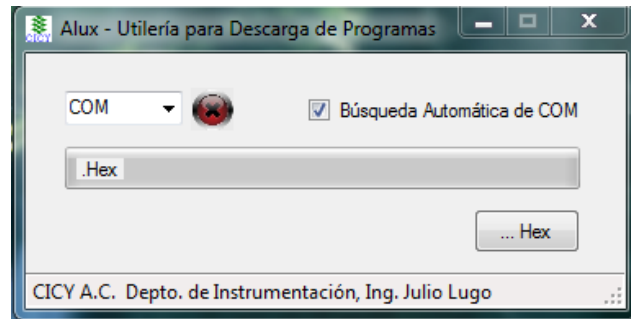 CICY
Alux - Utilería para Descarga de Programas
COM
Búsqueda Automática de COM
.Hex
... Hex
CICY A.C. Depto. de Instrumentación, Ing. Julio Lugo